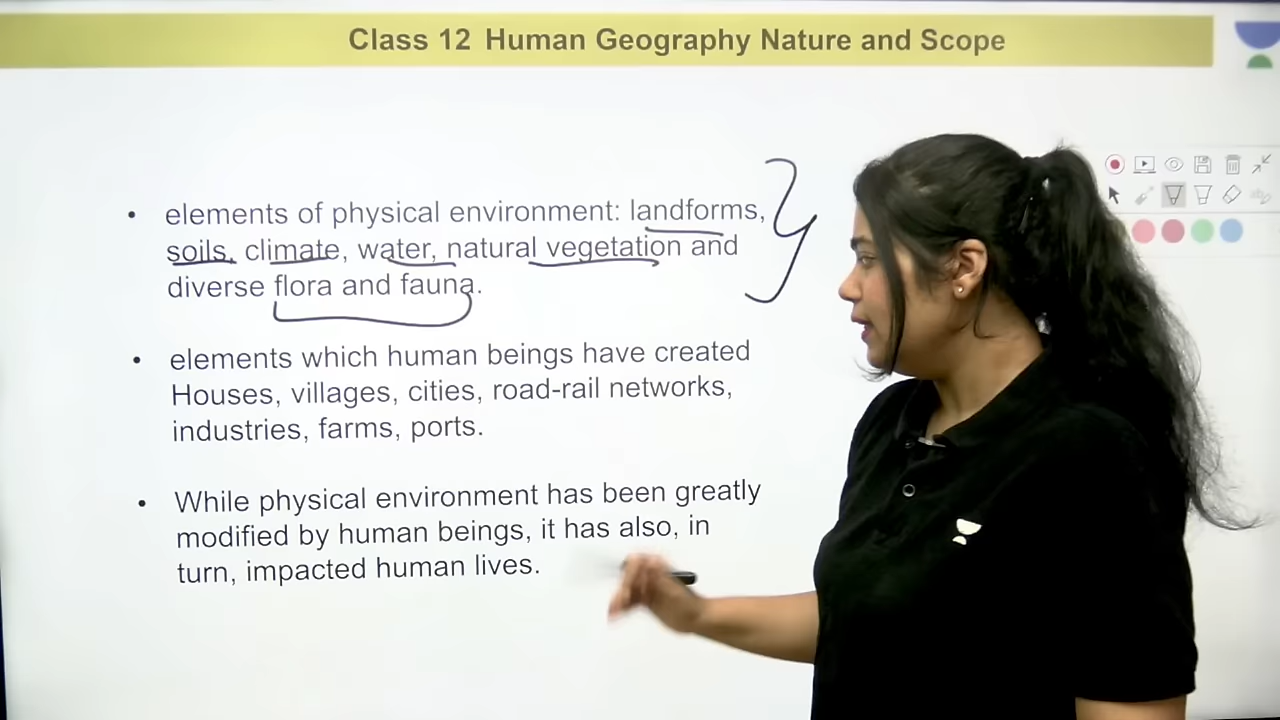 Class 12 Human Geography Nature and Scope
• elements of physical environment: landforms,
soils, climate, water, natural vegetation and
diverse flora and fauna.
• elements which human beings have created
Houses, villages, cities, road-rail networks,
industries, farms, ports.
• While physical environment has been greatly
modified by human beings, it has also, in
turn, impacted human lives.